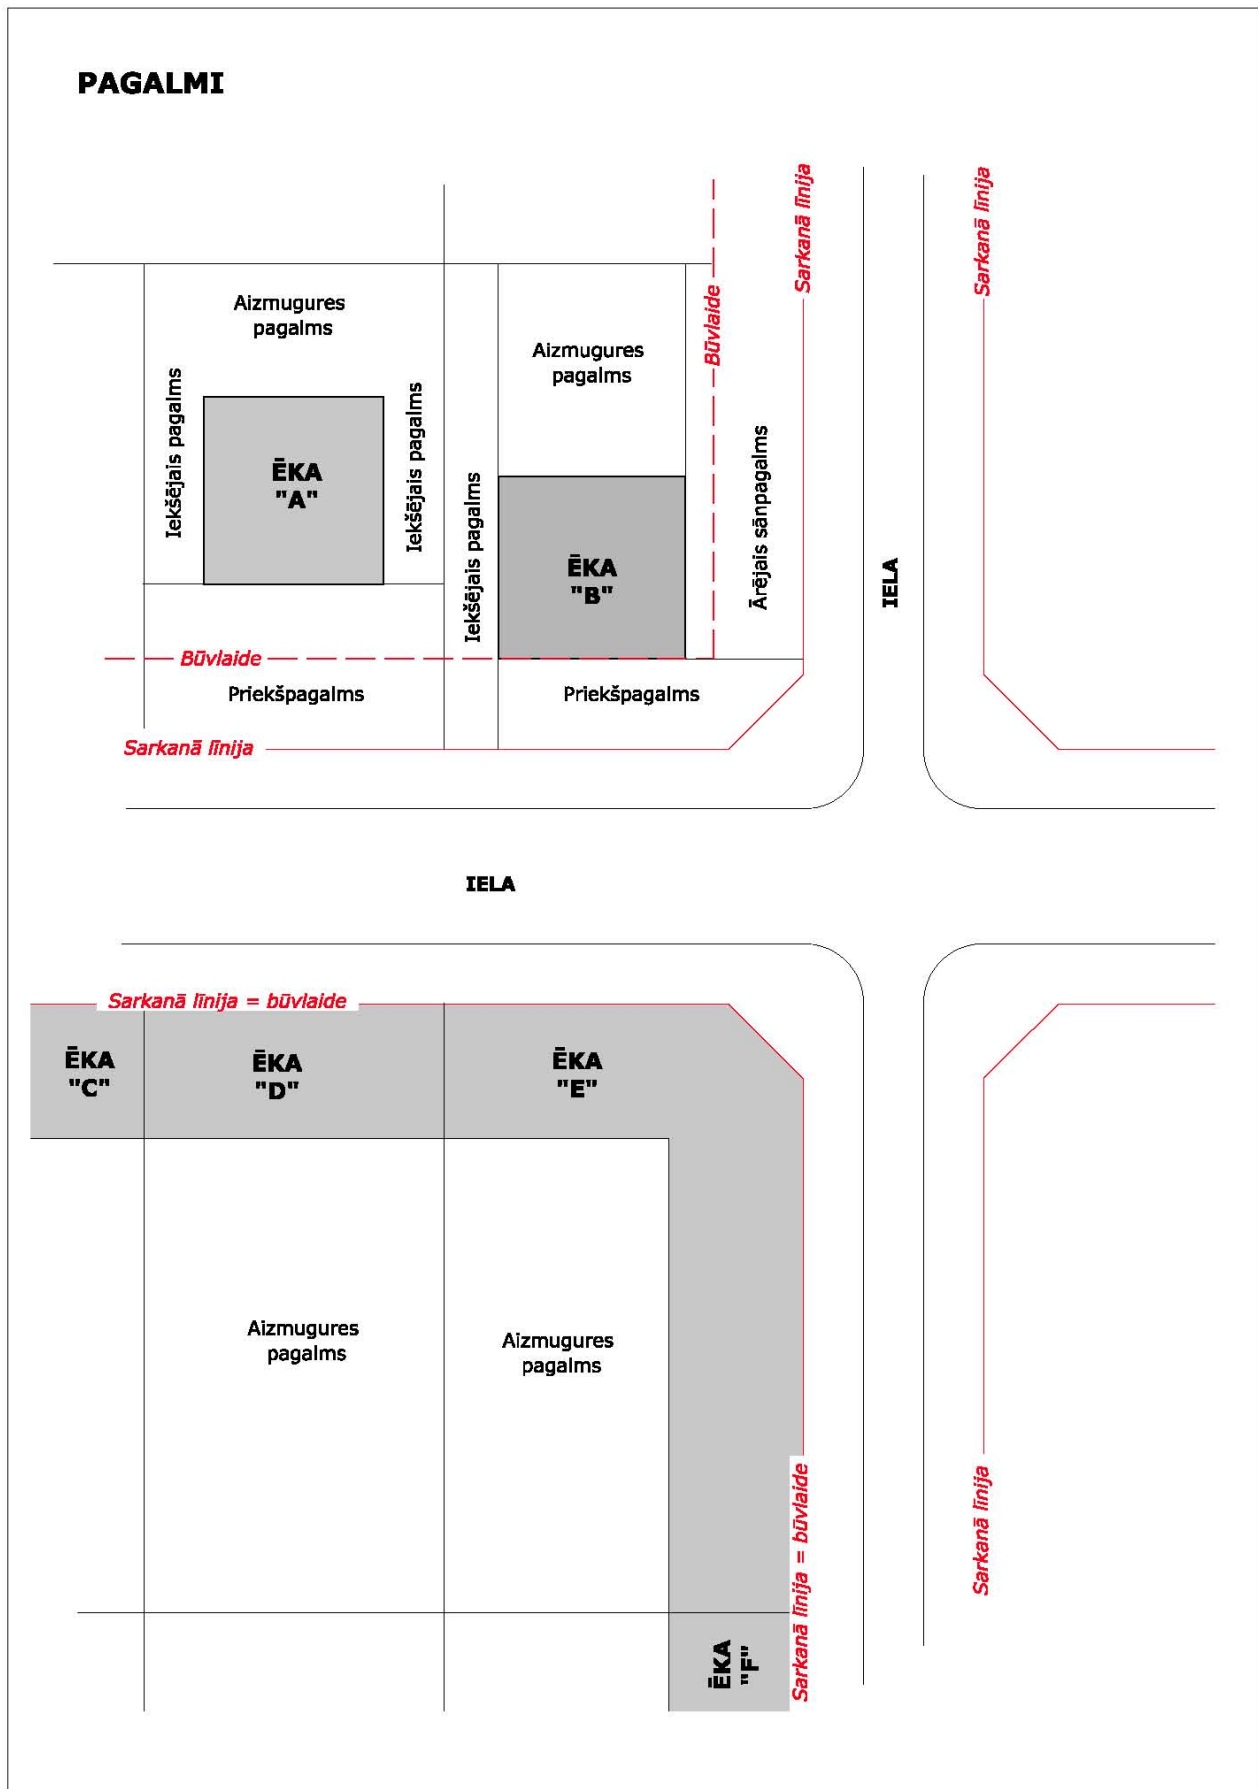 PAGALMI
Sarkanā līnija
Sarkanā līnija
Aizmugures
pagalms
Būvlaide
Aizmugures
pagalms
Iekšējais pagalms
Iekšējais pagalms
ĒKA
"A"
Iekšējais pagalms
Ārējais sānpagalms
ĒKA
"B"
IELA
Būvlaide
Priekšpagalms
Priekšpagalms
Sarkanā līnija
IELA
Sarkanā līnija = būvlaide
ĒKA
"C"
ĒKA
"D"
ĒKA
"E"
Aizmugures
pagalms
Aizmugures
pagalms
Sarkanā līnija = būvlaide
Sarkanā līnija
ĒKA
"F"